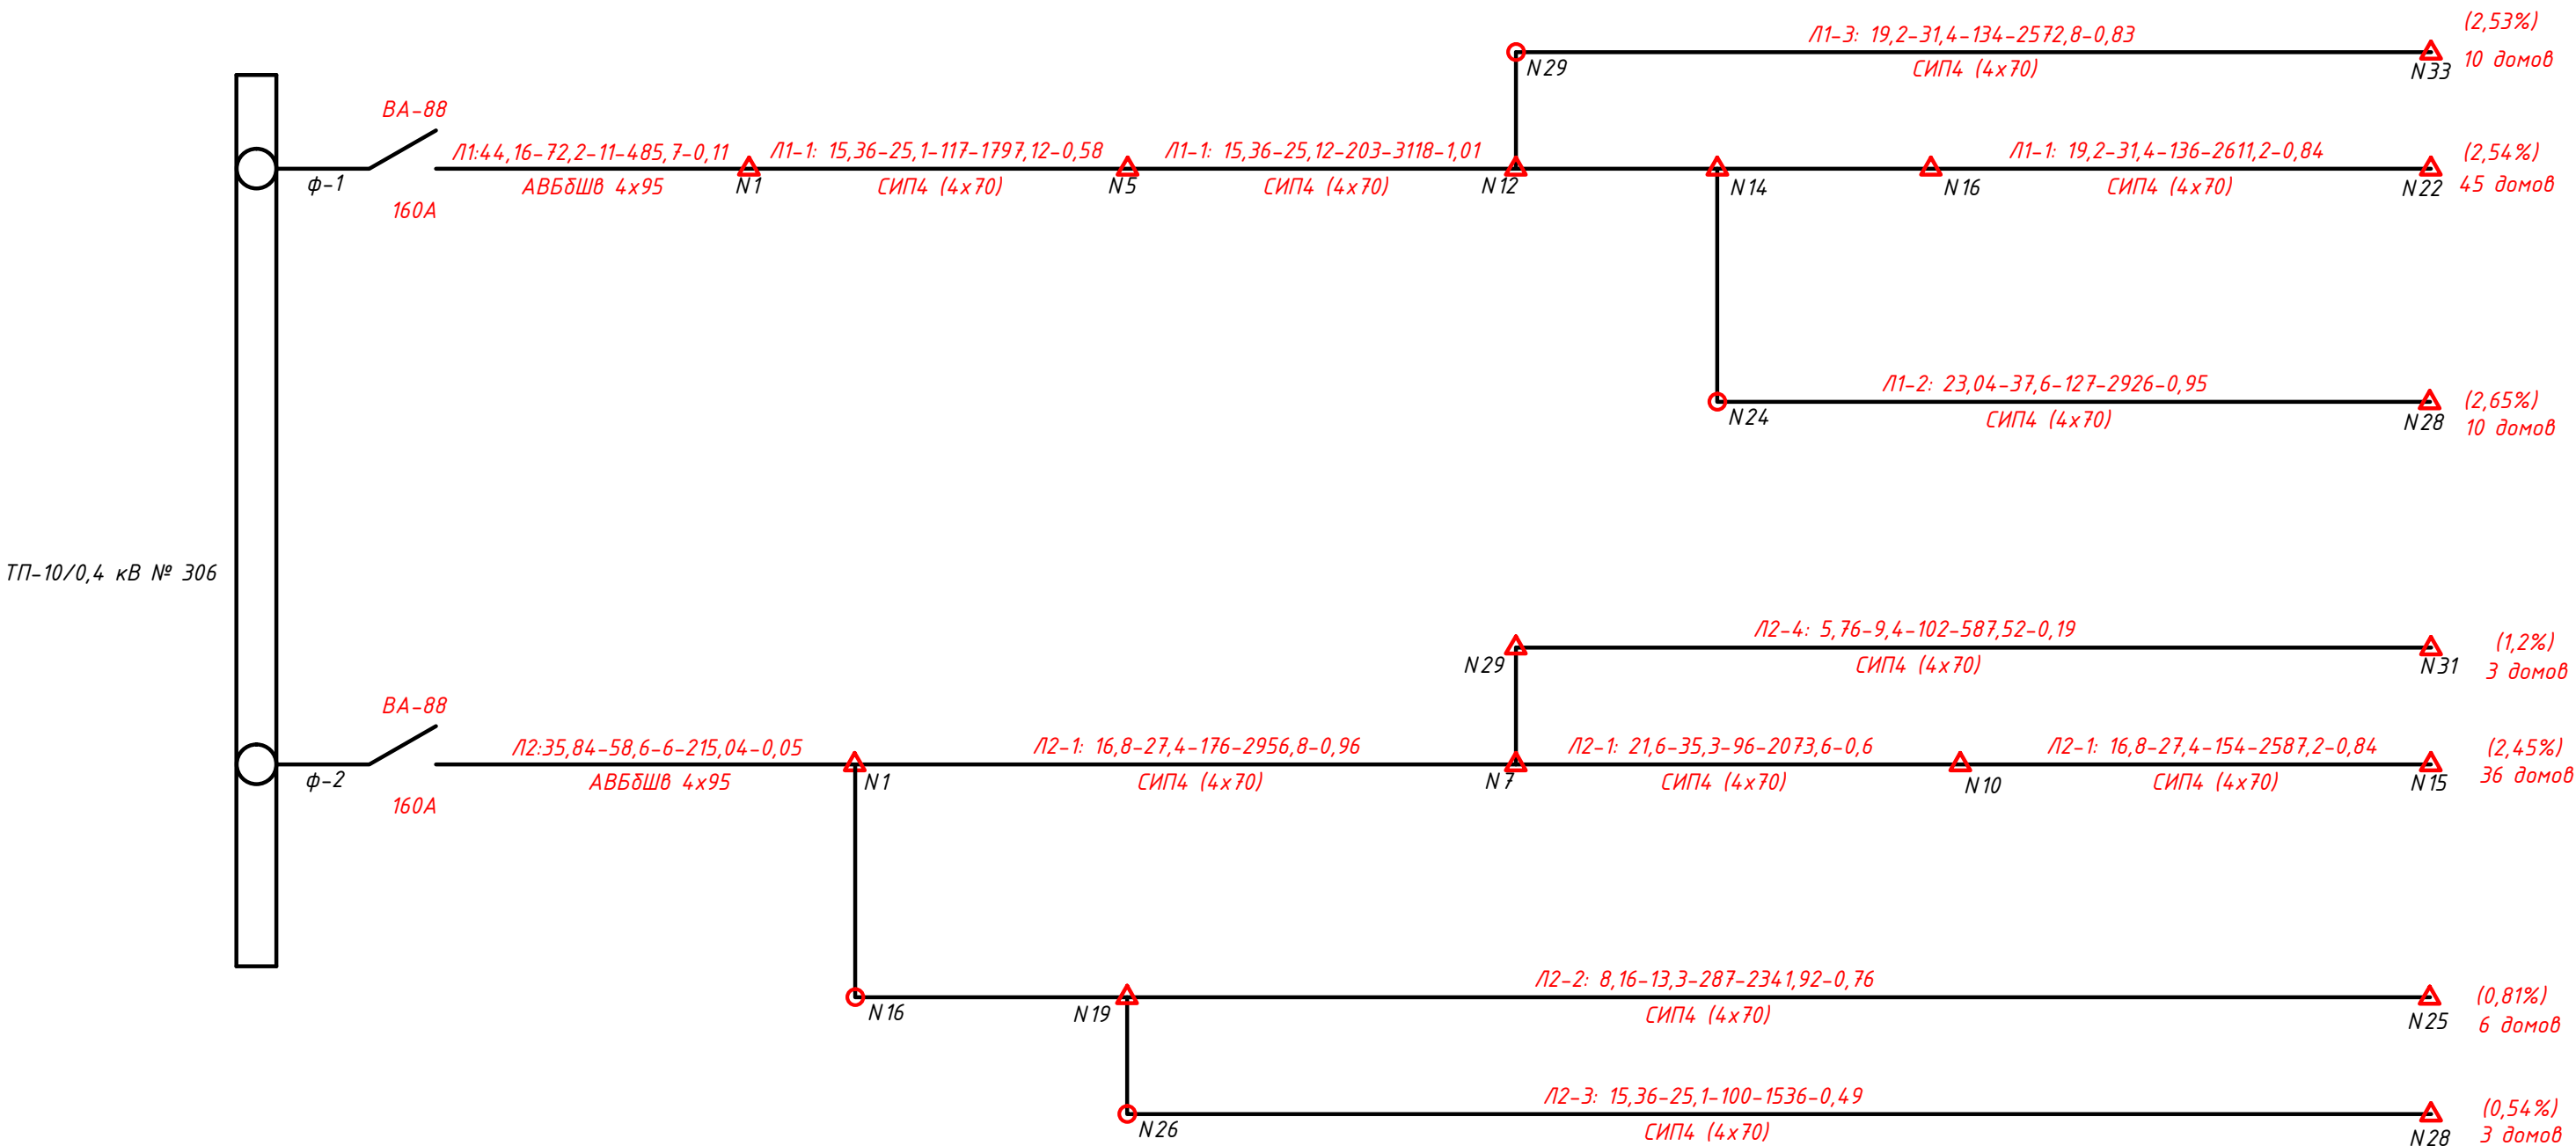 (2,53%)
Л1-3: 19,2-31,4-134-2572,8-0,83
10 домов
N29
СИП4 (4х70)
N33
ВА-88
Л1:44,16-72,2-11-485,7-0,11
Л1-1: 15,36-25,1-117-1797,12-0,58
Л1-1: 15,36-25,12-203-3118-1,01
Л1-1: 19,2-31,4-136-2611,2-0,84
(2,54%)
ф-1
АВБбШв 4х95
N1
СИП4 (4х70)
N5
СИП4 (4х70)
N12
N14
N16
СИП4 (4х70)
N22
45 домов
160А
Л1-2: 23,04-37,6-127-2926-0,95
(2,65%)
N24
СИП4 (4х70)
N28
10 домов
ТП-10/0,4 кВ № 306
Л2-4: 5,76-9,4-102-587,52-0,19
(1,2%)
N29
СИП4 (4х70)
N31
3 домов
ВА-88
Л2:35,84-58,6-6-215,04-0,05
Л2-1: 16,8-27,4-176-2956,8-0,96
Л2-1: 21,6-35,3-96-2073,6-0,6
Л2-1: 16,8-27,4-154-2587,2-0,84
(2,45%)
ф-2
АВБбШв 4х95
N1
СИП4 (4х70)
N7
СИП4 (4х70)
N10
СИП4 (4х70)
N15
36 домов
160А
Л2-2: 8,16-13,3-287-2341,92-0,76
(0,81%)
N16
N19
СИП4 (4х70)
N25
6 домов
Л2-3: 15,36-25,1-100-1536-0,49
(0,54%)
N26
СИП4 (4х70)
N28
3 домов